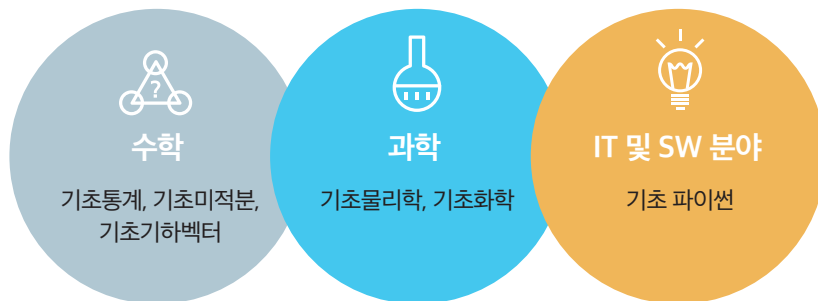 ?
수학
기초통계, 기초미적분,
기초기하벡터
과학
기초물리학, 기초화학
IT 및 SW 분야
기초 파이썬